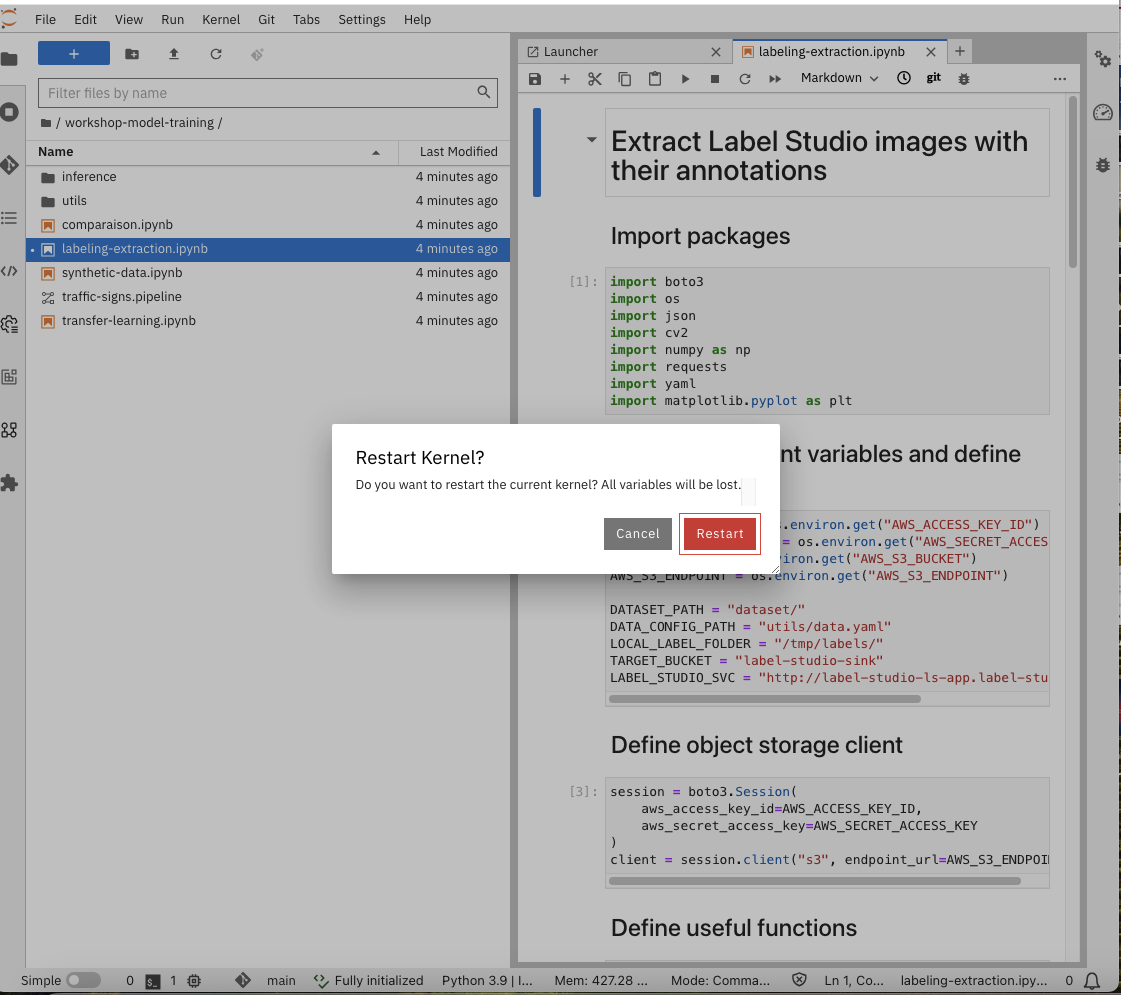 File Edit View Run Kernel Git Tabs Settings Help
+
Filter files by name
/ workshop-model-training /
Name Last Modified
inference 4 minutes ago
utils 4 minutes ago
comparaison.ipynb 4 minutes ago
labeling-extraction.ipynb 4 minutes ago
synthetic-data.ipynb 4 minutes ago
traffic-signs.pipeline 4 minutes ago
transfer-learning.ipynb 4 minutes ago
Launcher
labeling-extraction.ipynb
Markdown
git
Extract Label Studio images with
their annotations
Import packages
[1]:
import boto3
import os
import json
import cv2
import numpy as np
import requests
import yaml
import matplotlib.pyplot as plt
nt variables and define
s.environ.get("AWS_ACCESS_KEY_ID")
= os.environ.get("AWS_SECRET_ACCES
iron.get("AWS_S3_BUCKET")
AWS_S3_ENDPOINT = os.environ.get("AWS_S3_ENDPOINT")
DATASET_PATH = "dataset/"
DATA_CONFIG_PATH = "utils/data.yaml"
LOCAL_LABEL_FOLDER = "/tmp/labels/"
TARGET_BUCKET = "label-studio-sink"
LABEL_STUDIO_SVC = "http://label-studio-ls-app.label-stu
Define object storage client
[3]:
session = boto3.Session(
aws_access_key_id=AWS_ACCESS_KEY_ID,
aws_secret_access_key=AWS_SECRET_ACCESS_KEY
)
client = session.client("s3", endpoint_url=AWS_S3_ENDPOI
Define useful functions
Restart Kernel?
Do you want to restart the current kernel? All variables will be lost.
Cancel Restart
Simple 0 1 main Fully initialized Python 3.9 | I... Mem: 427.28 ... Mode: Comma... Ln 1, Co... labeling-extraction.ipy... 0